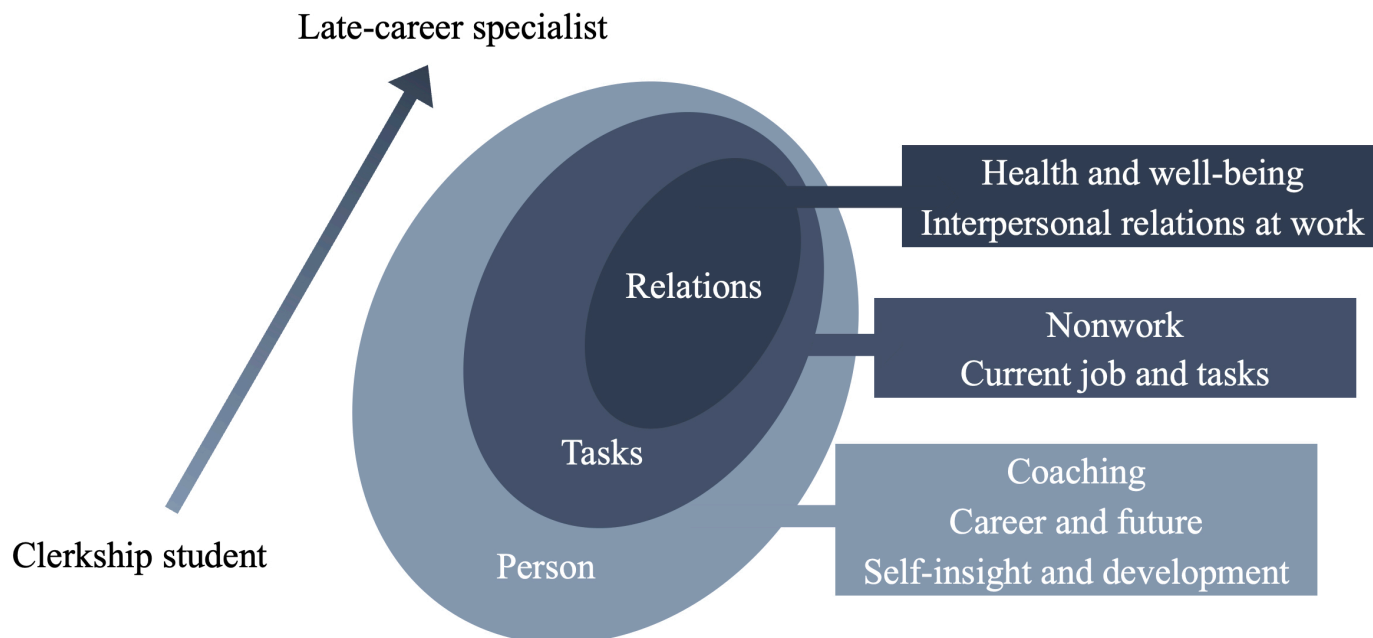 Late-career specialist
Health and well-being
Interpersonal relations at work
Relations
Nonwork
Current job and tasks
Tasks
Coaching
Career and future
Self-insight and development
Clerkship student
Person